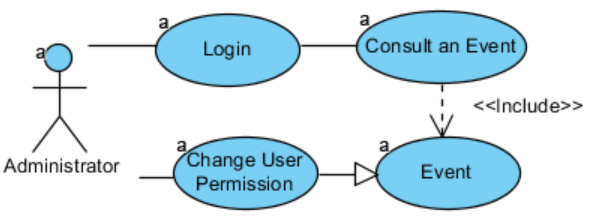 a
a
a
Login
Consult an Event
<<Include>>
Administrator
a
Change User
Permission
a
Event